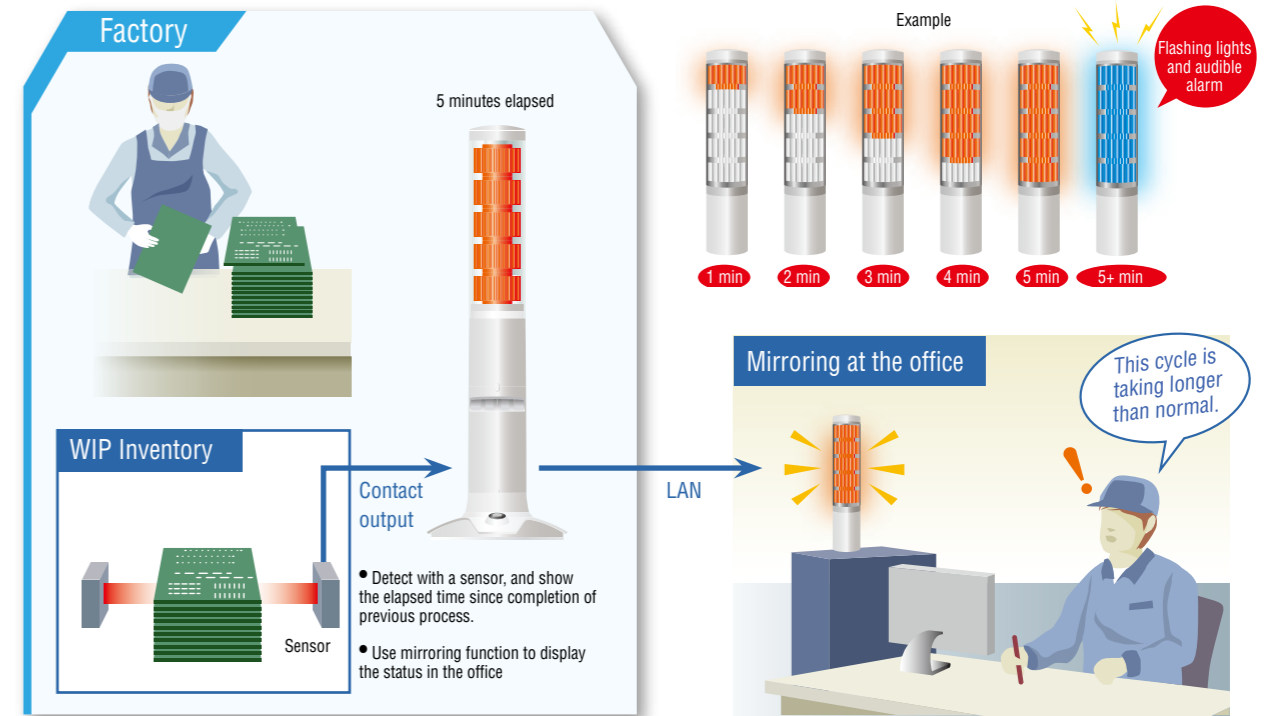 Factory
5 minutes elapsed
WIP Inventory
Sensor
Contact
output
• Detect with a sensor, and show
the elapsed time since completion of
previous process.
• Use mirroring function to display
the status in the office
LAN
Example
Flashing lights
and audible
alarm
1 min
2 min
3 min
4 min
5 min
5+ min
Mirroring at the office
This cycle is
taking longer
than normal.
!